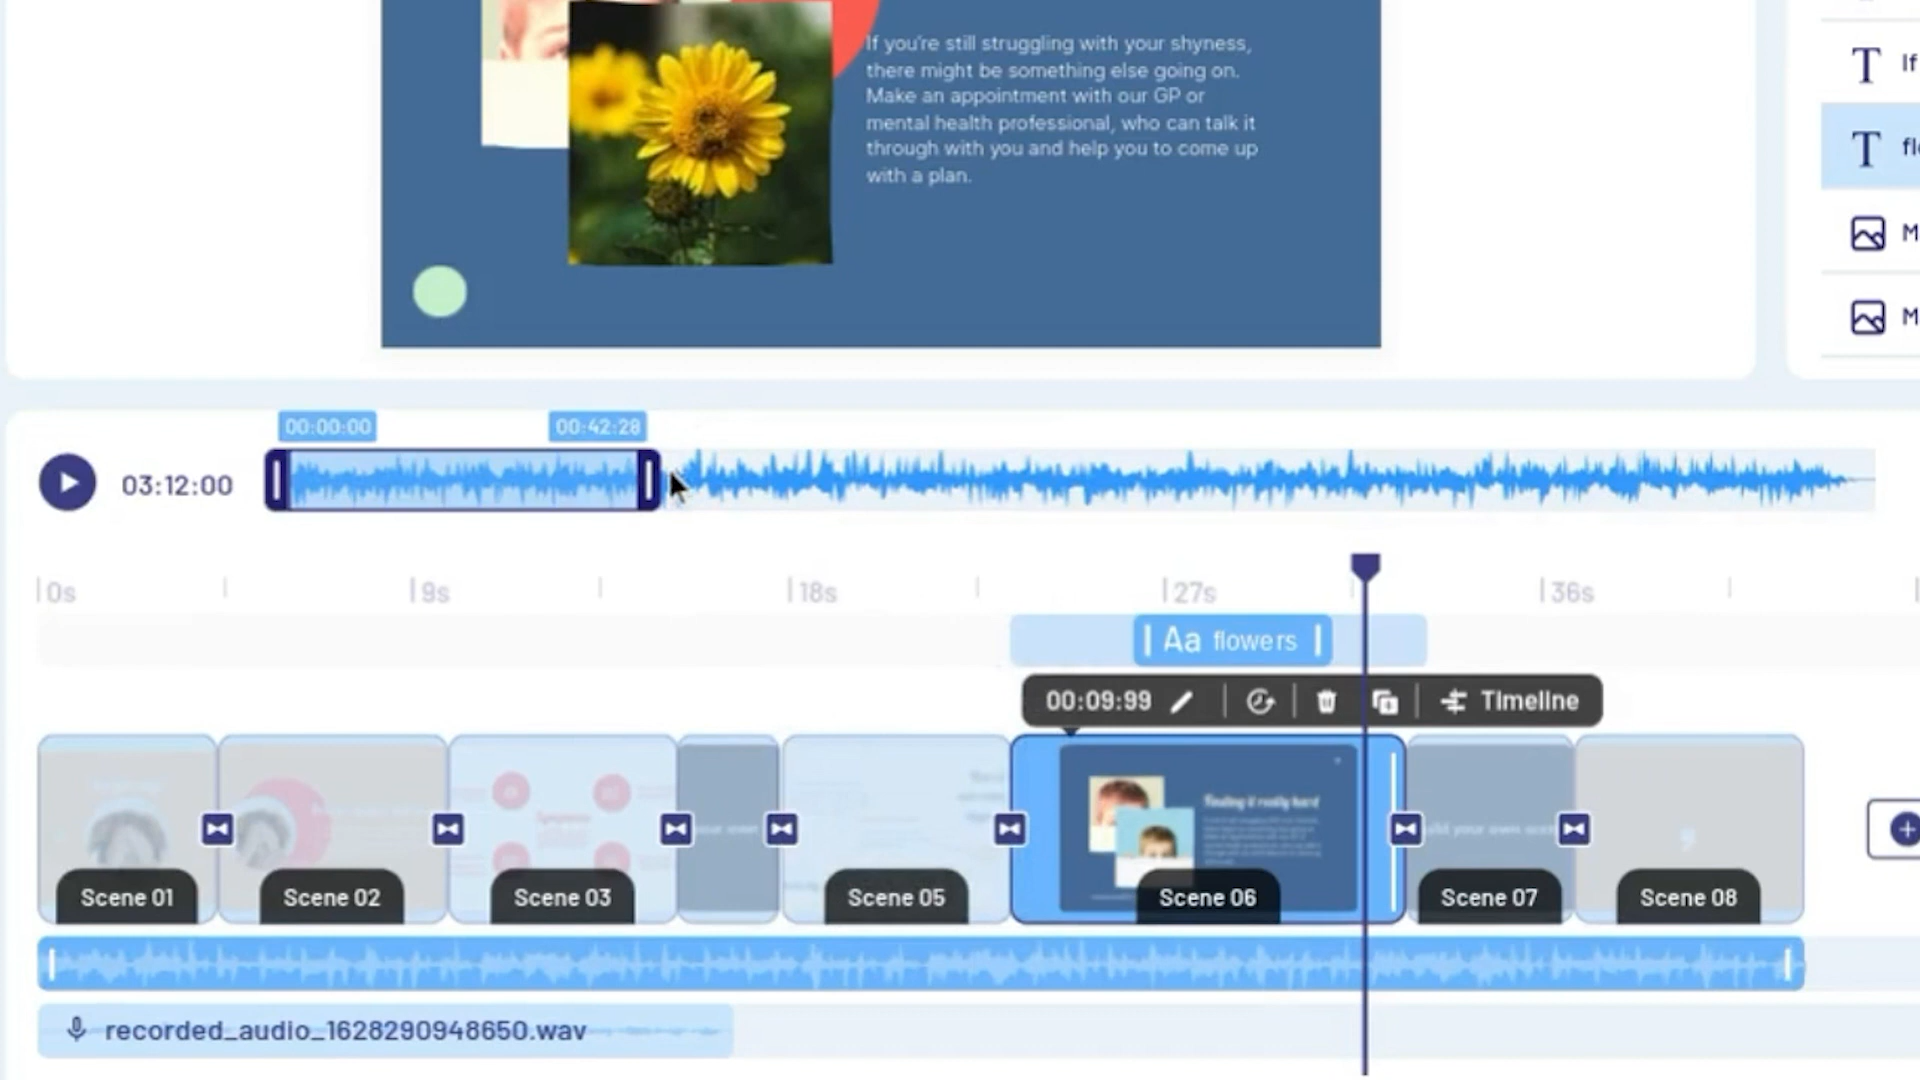 If you're still struggling with your shyness,
there might be something else going on.
Make an appointment with our GP or
mental health professional, who can talk it
through with you and help you to come up
with a plan.
T If
T fl
M
M
00:00:00 00:42:28
03:12:00
0s 9s 18s 27s 36s
Aa flowers
00:09:99 Timeline
Finding it really hard
Scene 01 Scene 02 Scene 03 Scene 05 Scene 06 Scene 07 Scene 08
recorded_audio_1628290948650.wav